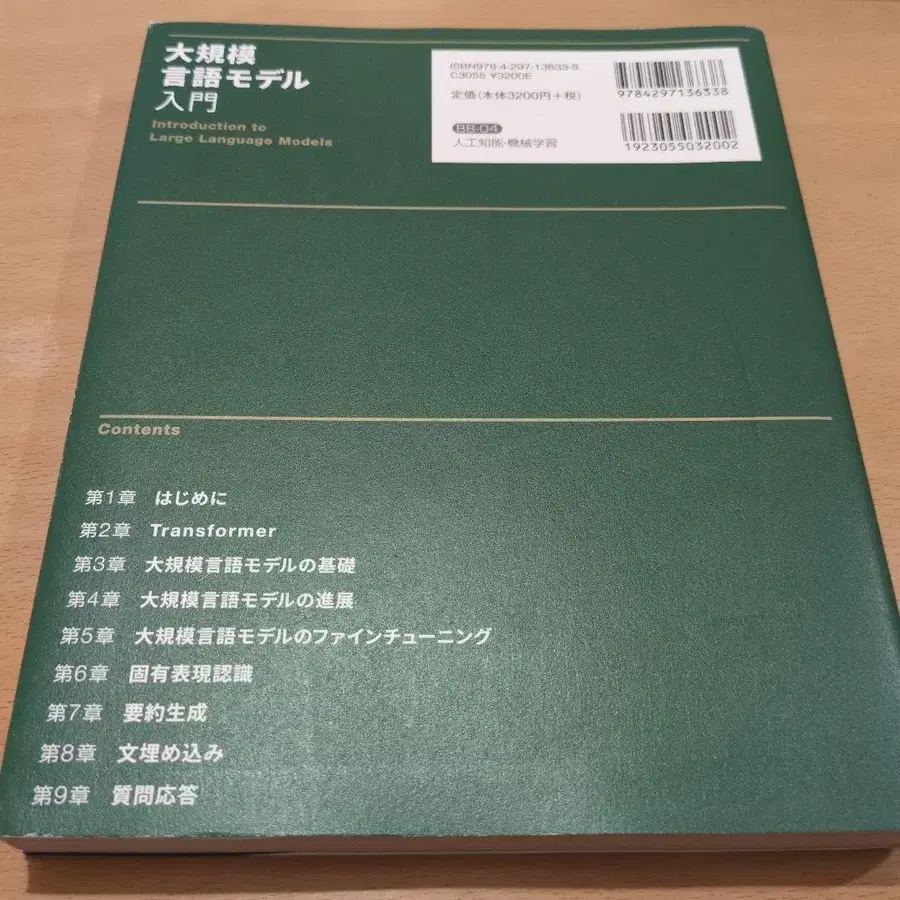 大規模
言語モデル
入門
Introduction to
Large Language Models
ISBN978-4-297-13633-8
C3055 ¥3200E
定価(本体3200円+税)
BB-04
人工知能・機械学習
9784297136338
1923055032002
Contents
第1章 はじめに
第2章 Transformer
第3章 大規模言語モデルの基礎
第4章 大規模言語モデルの進展
第5章 大規模言語モデルのファインチューニング
第6章 固有表現認識
第7章 要約生成
第8章 文埋め込み
第9章 質問応答